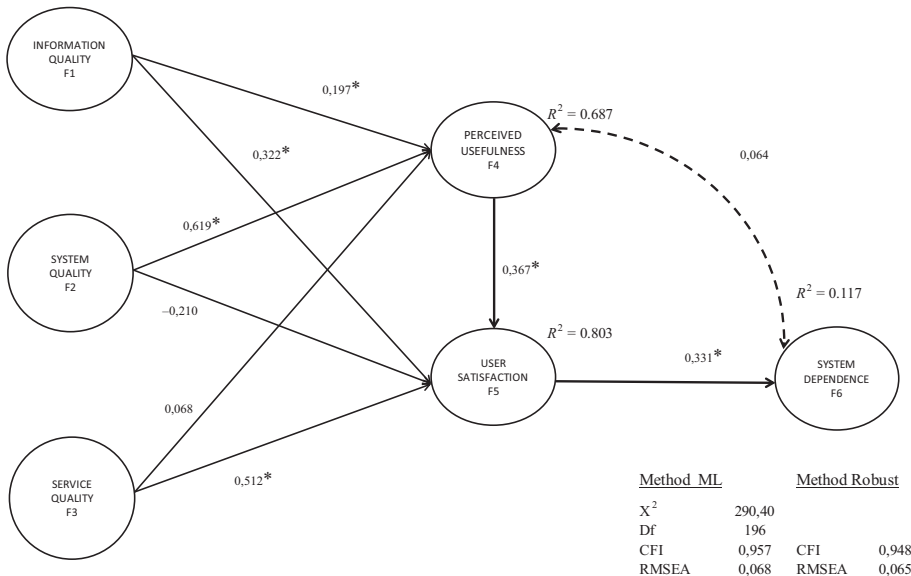 INFORMATION
QUALITY
F1
0,197*
R² = 0.687
PERCEIVED
USEFULNESS
F4
0,064
0,322*
0,619*
SYSTEM
QUALITY
F2
0,367*
–0,210
R² = 0.117
R² = 0.803
USER
SATISFACTION
F5
0,331*
SYSTEM
DEPENDENCE
F6
0,068
0,512*
SERVICE
QUALITY
F3
Method ML Method Robust
X² 290,40
Df 196
CFI 0,957 CFI 0,948
RMSEA 0,068 RMSEA 0,065